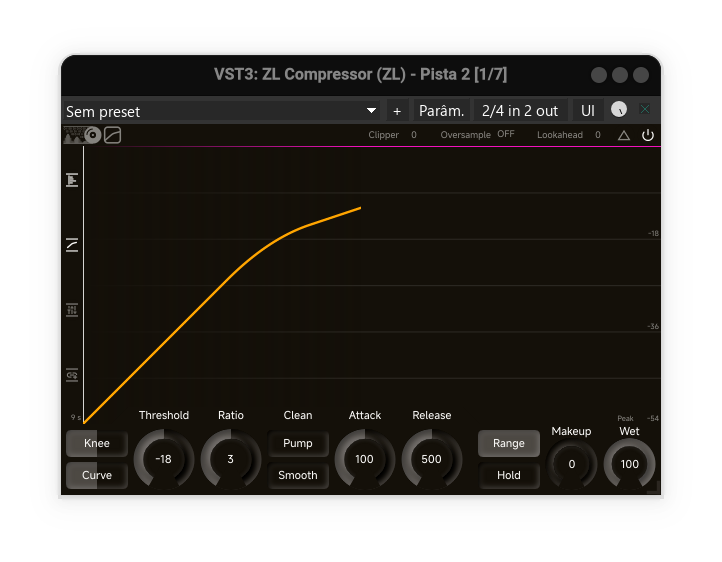 VST3: ZL Compressor (ZL) - Pista 2 [1/7]
Sem preset + Parâm. 2/4 in 2 out UI
Clipper 0 Oversample OFF Lookahead 0
-18
-36
9 s Peak -54
Threshold Ratio Clean Attack Release Makeup Wet
Knee -18 3 Pump 100 500 Range 0 100
Curve Smooth Hold